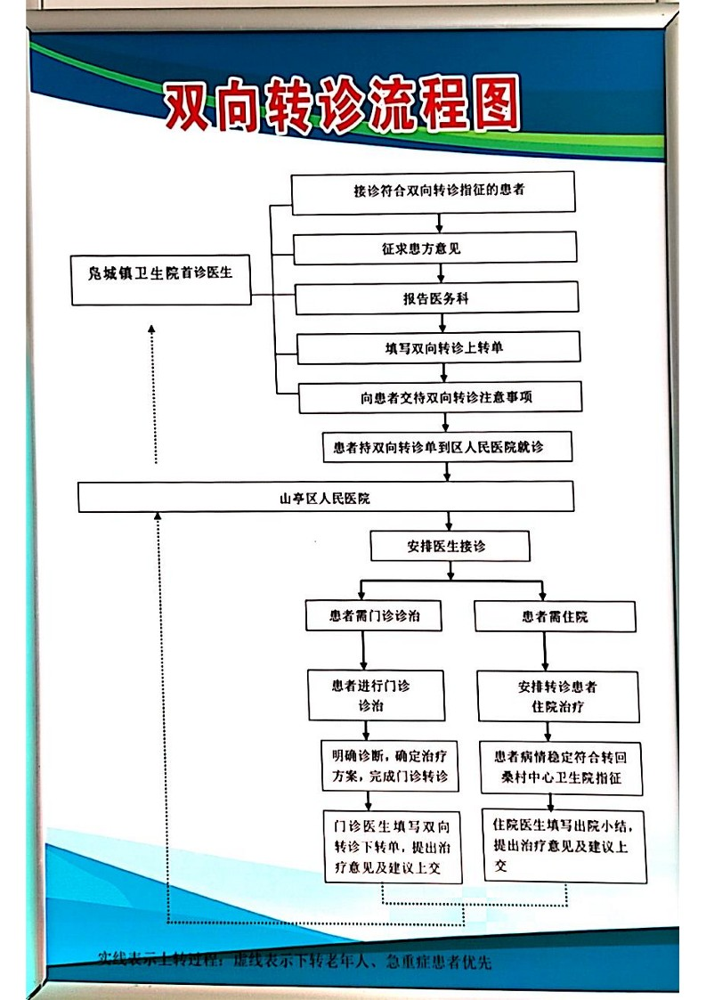 双向转诊流程图
接诊符合双向转诊指征的患者
征求患方意见
凫城镇卫生院首诊医生
报告医务科
填写双向转诊上转单
向患者交待双向转诊注意事项
患者持双向转诊单到区人民医院就诊
山亭区人民医院
安排医生接诊
患者需门诊诊治
患者需住院
患者进行门诊
诊治
安排转诊患者
住院治疗
明确诊断，确定治疗
方案，完成门诊转诊
患者病情稳定符合转回
桑村中心卫生院指征
门诊医生填写双向
转诊下转单，提出治
疗意见及建议上交
住院医生填写出院小结，
提出治疗意见及建议上
交
实线表示上转过程；虚线表示下转老年人、急重症患者优先